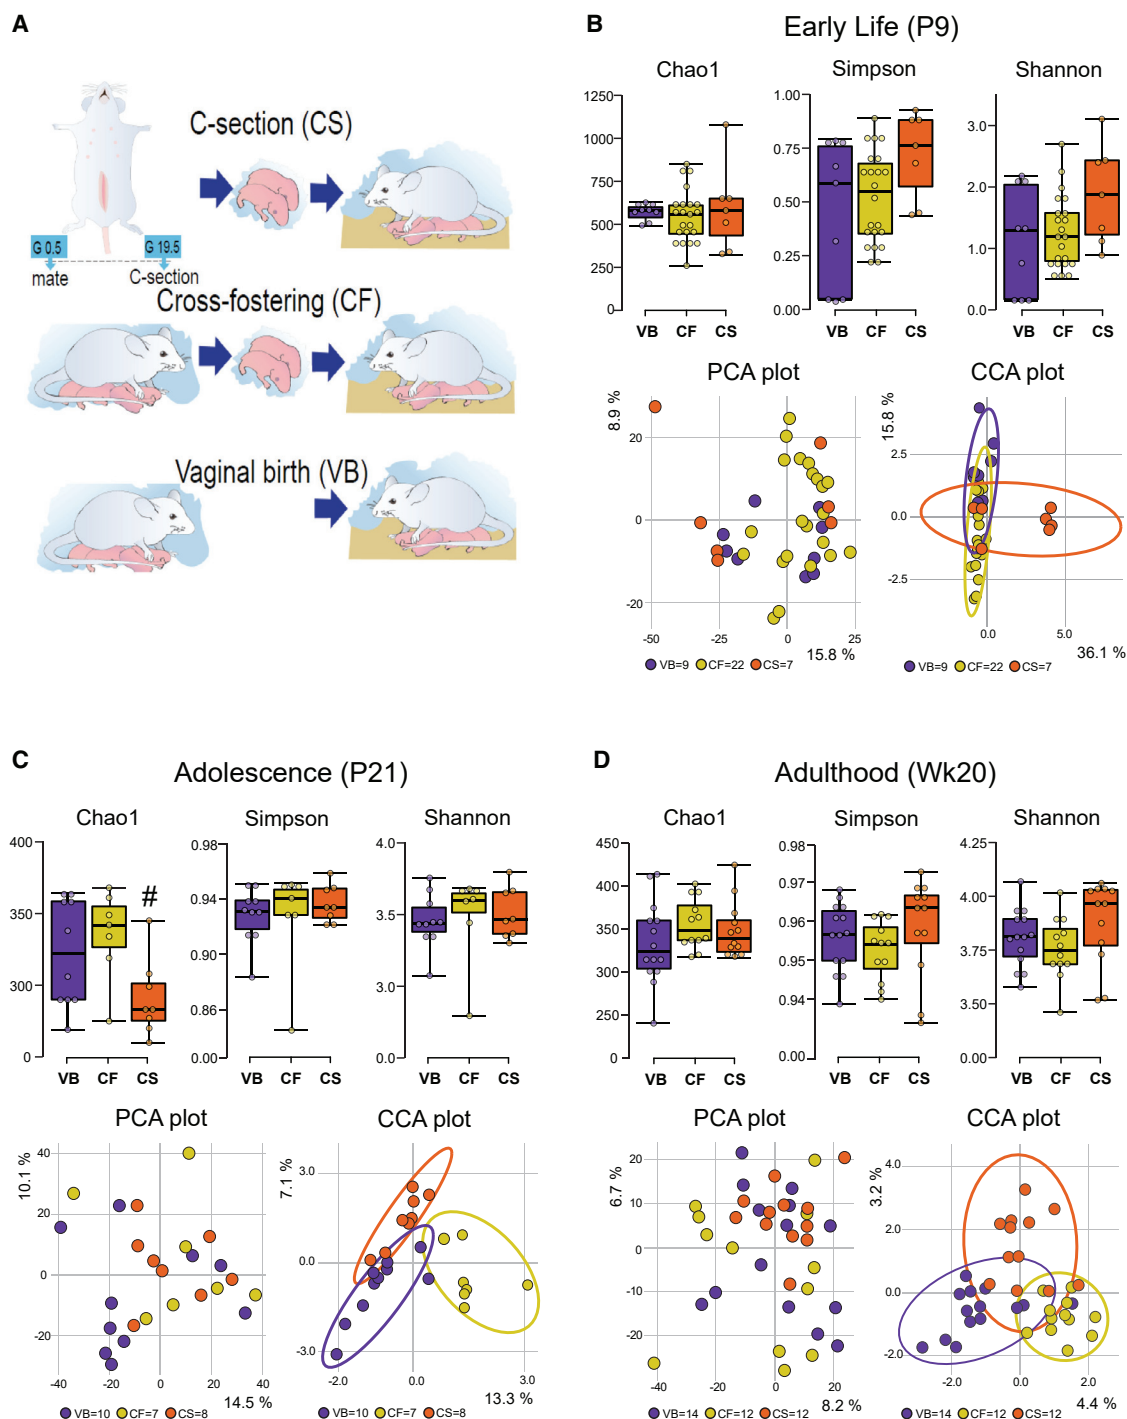 A
C-section (CS)
G 0.5
G 19.5
mate
C-section
Cross-fostering (CF)
Vaginal birth (VB)
B
Early Life (P9)
Chao1
Simpson
Shannon
1250
1000
750
500
250
0
1.00
0.75
0.50
0.25
0.00
3.0
2.0
1.0
0.0
VB CF CS
VB CF CS
VB CF CS
PCA plot
CCA plot
8.9 %
20
0
-20
-50 -25 0 25
15.8 %
15.8 %
2.5
0.0
-2.5
0.0 5.0
36.1 %
VB=9 CF=22 CS=7
VB=9 CF=22 CS=7
C
Adolescence (P21)
Chao1
Simpson
Shannon
400
350
300
0
#
0.98
0.94
0.90
0.86
0.00
4.0
3.5
3.0
0.0
VB CF CS
VB CF CS
VB CF CS
PCA plot
CCA plot
10.1 %
40
20
0
-20
-40 -20 0 20 40
14.5 %
7.1 %
3.0
0.0
-3.0
-2.0 0.0 3.0
13.3 %
VB=10 CF=7 CS=8
VB=10 CF=7 CS=8
D
Adulthood (Wk20)
Chao1
Simpson
Shannon
450
400
350
300
250
0
0.98
0.97
0.96
0.95
0.94
0.00
4.25
4.00
3.75
3.50
0.00
VB CF CS
VB CF CS
VB CF CS
PCA plot
CCA plot
6.7 %
20
10
0
-10
-20
-40 -20 0 20
8.2 %
3.2 %
4.0
2.0
0.0
-2.0
-2.0 0.0 2.0
4.4 %
VB=14 CF=12 CS=12
VB=14 CF=12 CS=12